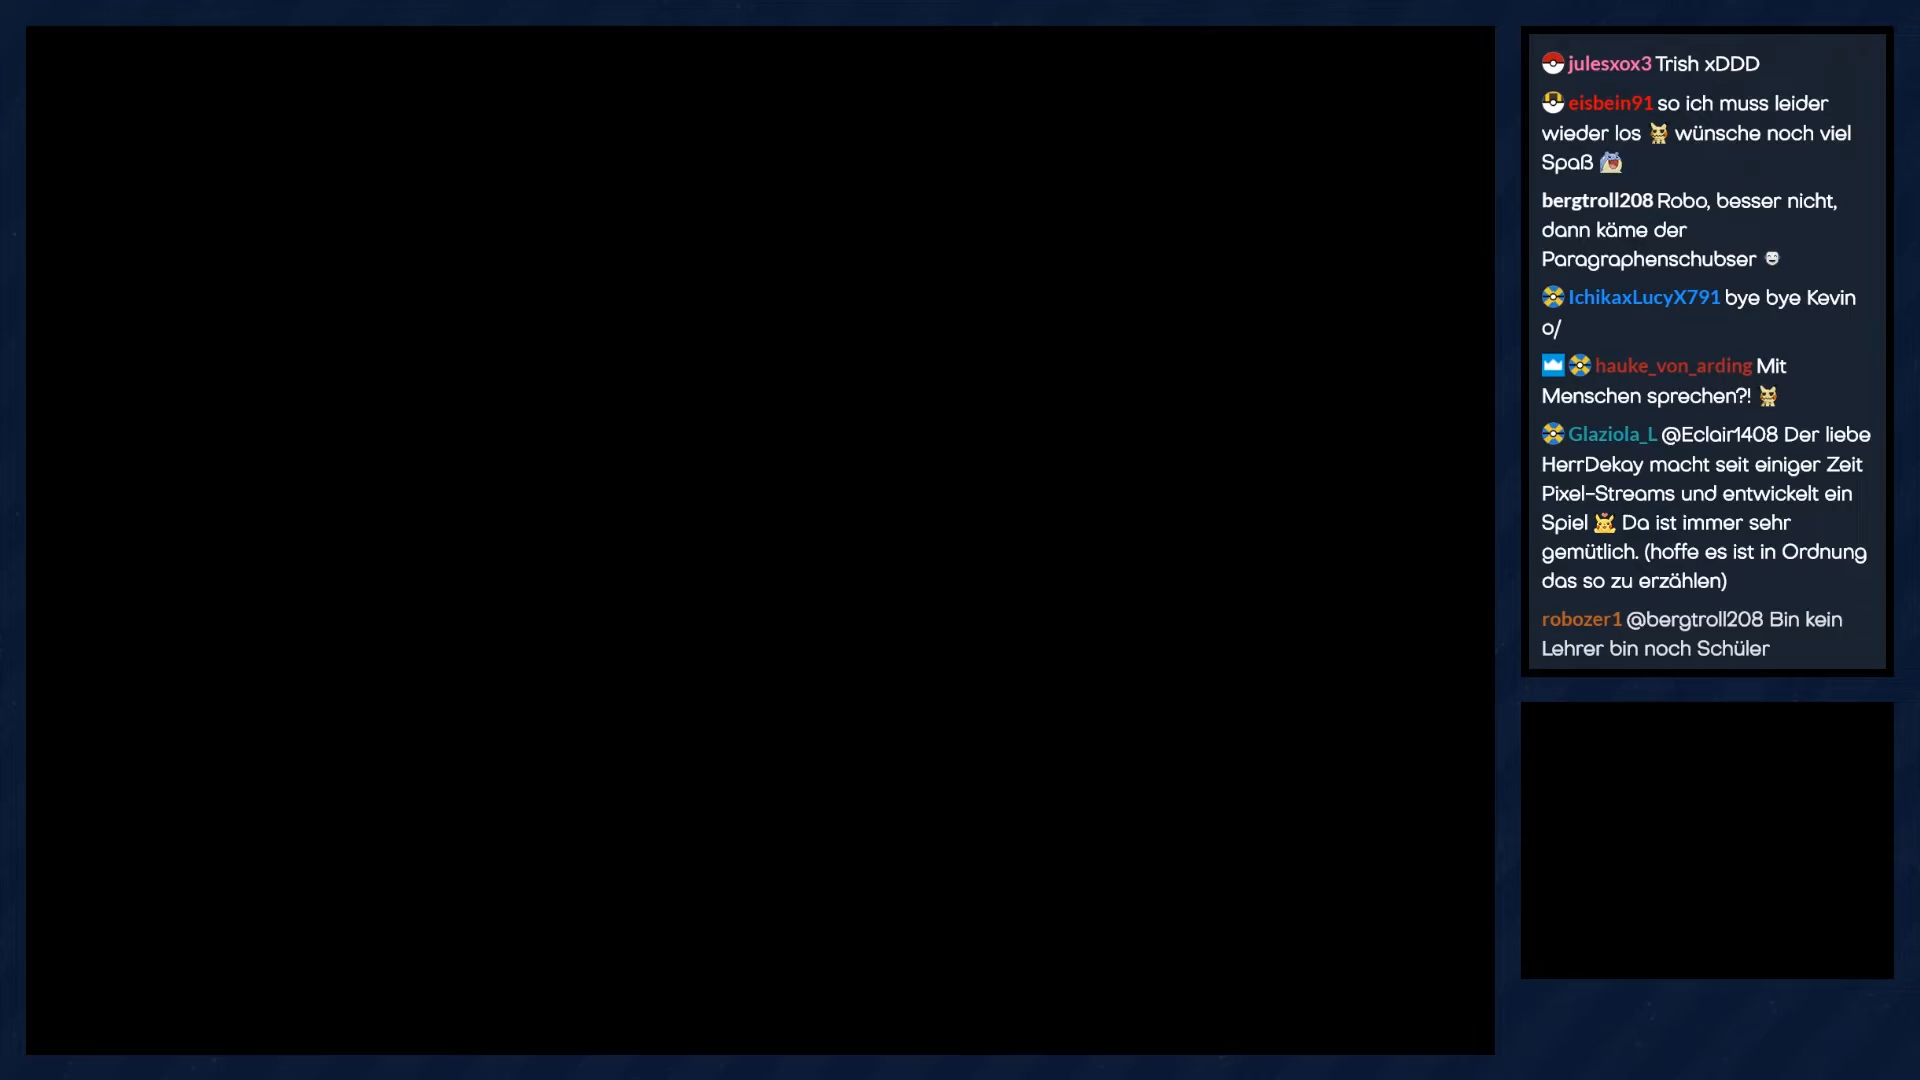 julesxox3 Trish xDDD
eisbein91 so ich muss leider
wieder los wünsche noch viel
Spaß
bergtroll208 Robo, besser nicht,
dann käme der
Paragraphenschubser
IchikaxLucyX791 bye bye Kevin
o/
hauke_von_arding Mit
Menschen sprechen?!
Glaziola_L @Eclair1408 Der liebe
HerrDekay macht seit einiger Zeit
Pixel-Streams und entwickelt ein
Spiel Da ist immer sehr
gemütlich. (hoffe es ist in Ordnung
das so zu erzählen)
robozer1 @bergtroll208 Bin kein
Lehrer bin noch Schüler